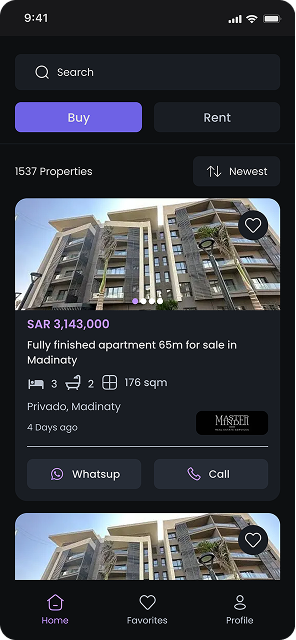 9:41
Search
Buy
Rent
1537 Properties
Newest
SAR 3,143,000
Fully finished apartment 65m for sale in
Madinaty
3
2
176 sqm
Privado, Madinaty
4 Days ago
MASTER
MINDER
Whatsup
Call
Home
Favorites
Profile